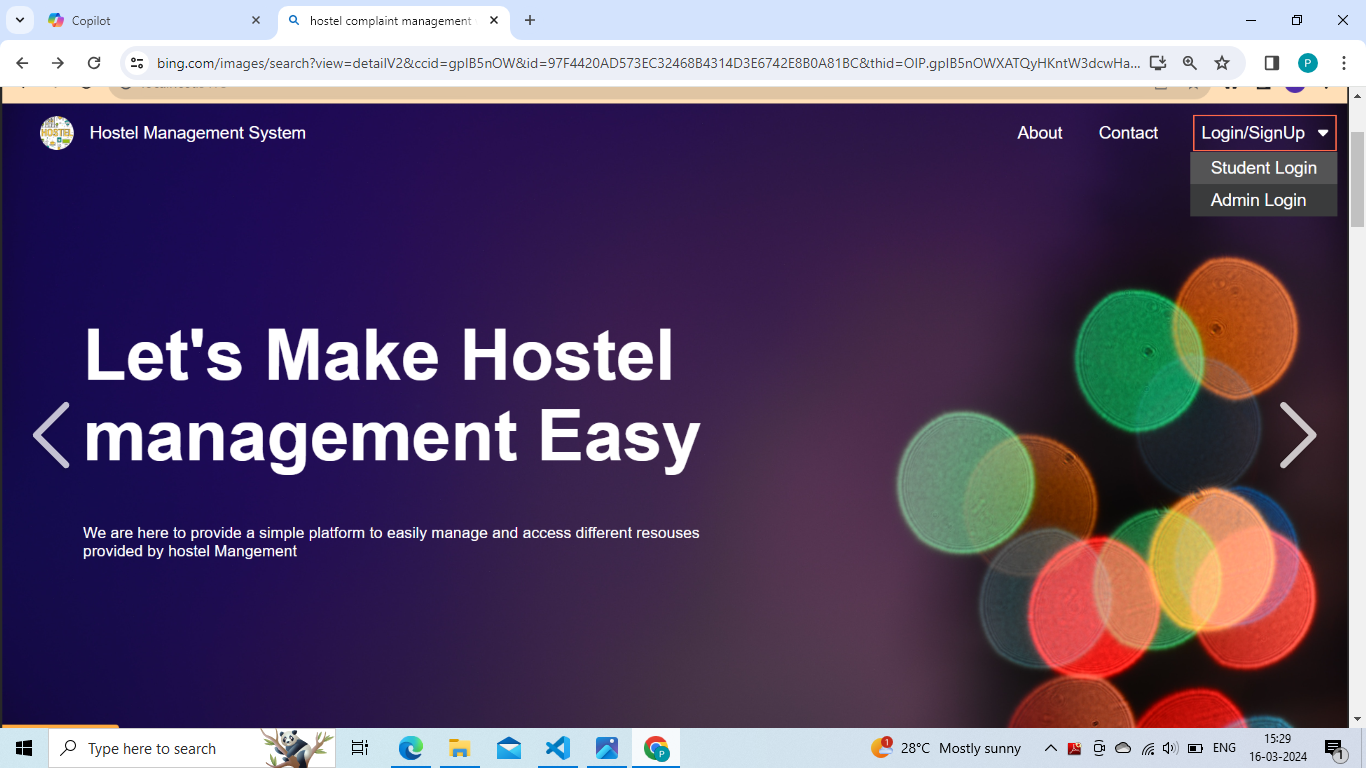 Copilot
hostel complaint management
bing.com/images/search?view=detailV2&ccid=gpIB5nOW&id=97F4420AD573EC32468B4314D3E6742E8B0A81BC&thid=OIP.gpIB5nOWXATQyHKntW3dcwHa...
P
Hostel Management System
About
Contact
Login/SignUp
Student Login
Admin Login
HOSTEL
Let's Make Hostel
management Easy
We are here to provide a simple platform to easily manage and access different resouses
provided by hostel Mangement
Type here to search
P
1
28°C Mostly sunny
ENG
15:29
16-03-2024
1